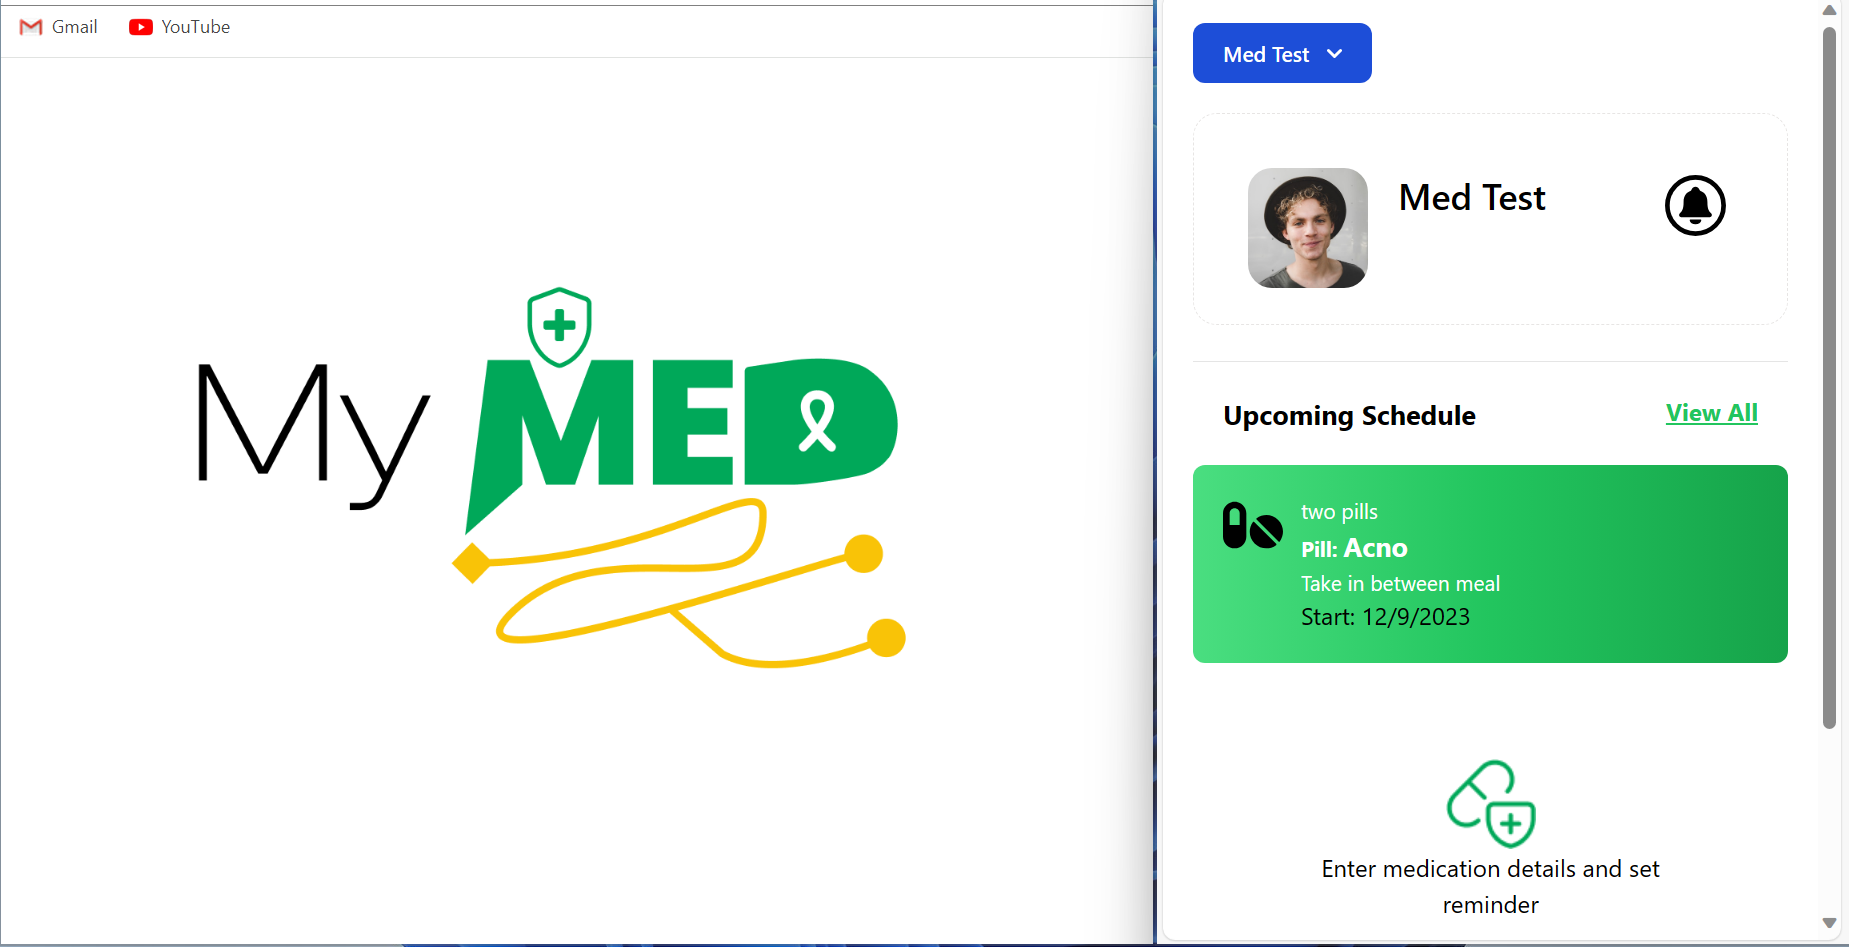 Gmail
YouTube
My MED
Med Test
Med Test
Upcoming Schedule
View All
two pills
Pill: Acno
Take in between meal
Start: 12/9/2023
Enter medication details and set
reminder